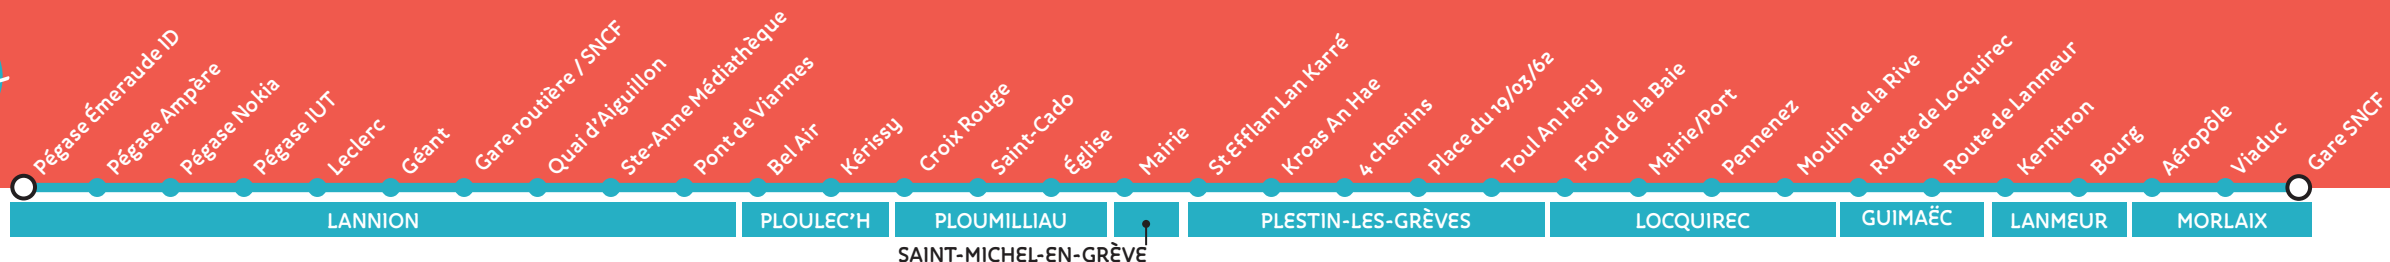 Pégase Émeraude ID
Pégase Ampère
Pégase Nokia
Pégase IUT
Leclerc
Géant
Gare routière / SNCF
Quai d'Aiguillon
Ste-Anne Médiathèque
Pont de Viarmes
Bel Air
Kérissy
Croix Rouge
Saint-Cado
Église
Mairie
St Efflam Lan Karré
Kroas An Hae
4 chemins
Place du 19/03/62
Toul An Hery
Fond de la Baie
Mairie/Port
Pennenez
Moulin de la Rive
Route de Locquirec
Route de Lanmeur
Kernitron
Bourg
Aéropôle
Viaduc
Gare SNCF
LANNION
PLOULEC'H
PLOUMILLIAU
SAINT-MICHEL-EN-GRÈVE
PLESTIN-LES-GRÈVES
LOCQUIREC
GUIMAËC
LANMEUR
MORLAIX